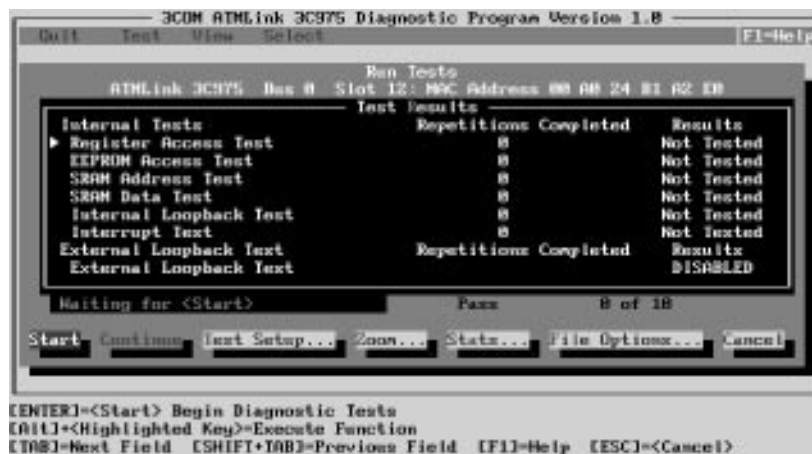 3COM ATMLink 3C975 Diagnostic Program Version 1.0
Quit Test View Select F1=Help
Run Tests
ATMLink 3C975 Bus 0 Slot 12: MAC Address 00 A0 24 A2
Test Results
Internal Tests Repetitions Completed Results
Register Access Test 0 Not Tested
EEPROM Access Test 0 Not Tested
SRAM Address Test 0 Not Tested
SRAM Data Test 0 Not Tested
Internal Loopback Test 0 Not Tested
Interrupt Test 0 Not Tested
External Loopback Test Repetitions Completed Results
External Loopback Test DISABLED
Waiting for <Start> Pass 0 of 10
Start Continue Test Setup... Zoom... Stats... File Options... Cancel
[ENTER]=<Start> Begin Diagnostic Tests
[Alt]+<Highlighted Key>=Execute Function
[TAB]=Next Field [SHIFT+TAB]=Previous Field [F1]=Help [ESC]=<Cancel>